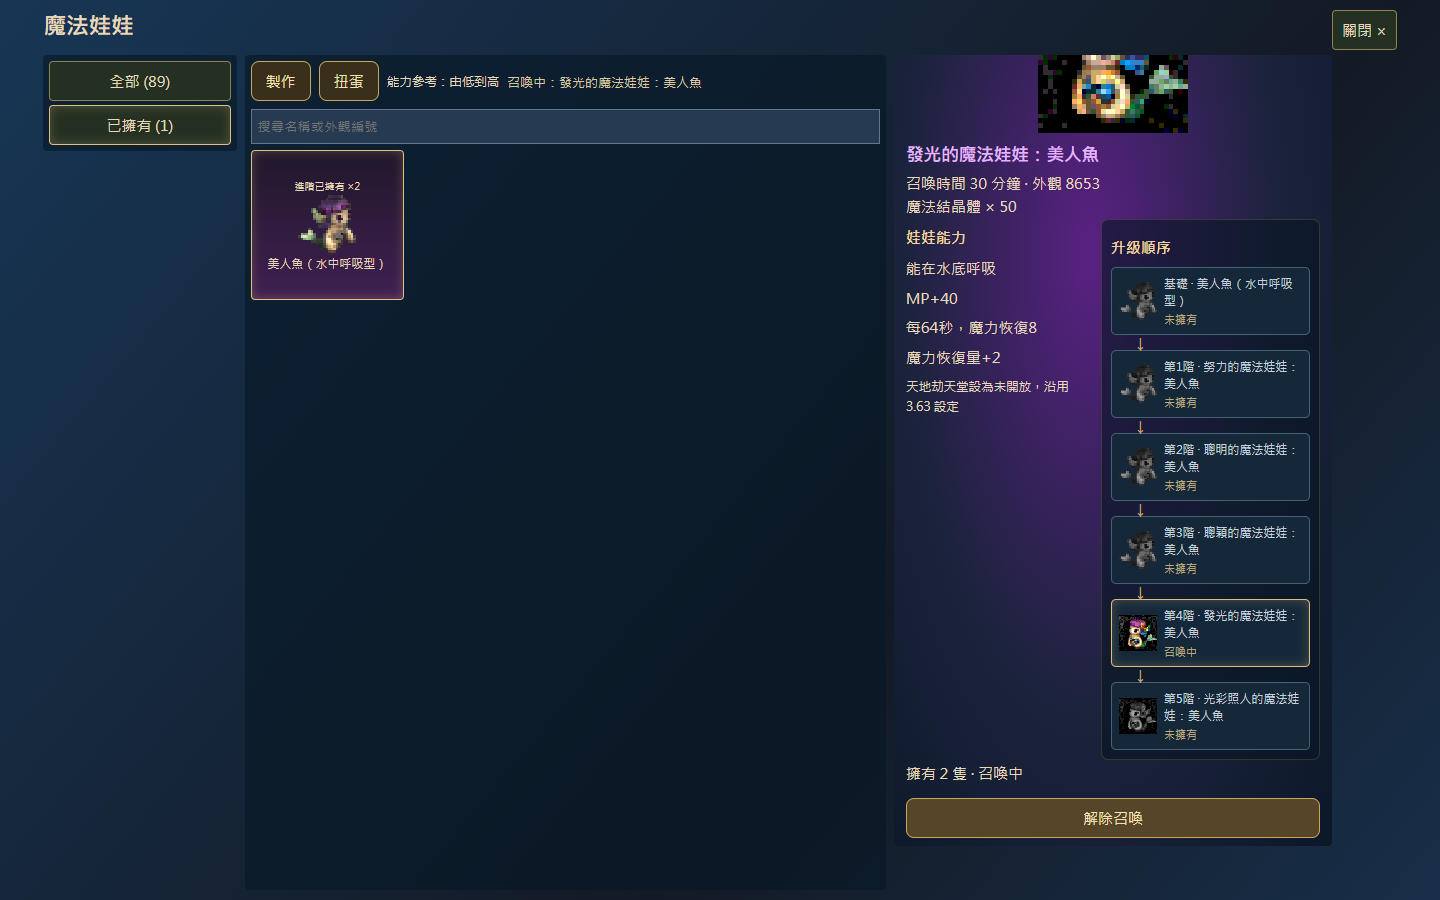 魔法娃娃
關閉 ×
全部 (89)
已擁有 (1)
製作
扭蛋
能力參考：由低到高
召喚中：發光的魔法娃娃：美人魚
搜尋名稱或外觀編號
進階已擁有 ×2
美人魚（水中呼吸型）
發光的魔法娃娃：美人魚
召喚時間 30 分鐘 · 外觀 8653
魔法結晶體 × 50
娃娃能力
能在水底呼吸
MP+40
每64秒，魔力恢復8
魔力恢復量+2
天地劫天堂設為未開放，沿用
3.63 設定
升級順序
基礎 · 美人魚（水中呼吸
型）
未擁有
↓
第1階 · 努力的魔法娃娃：
美人魚
未擁有
↓
第2階 · 聰明的魔法娃娃：
美人魚
未擁有
↓
第3階 · 聰穎的魔法娃娃：
美人魚
未擁有
↓
第4階 · 發光的魔法娃娃：
美人魚
召喚中
↓
第5階 · 光彩照人的魔法娃
娃：美人魚
未擁有
擁有 2 隻 · 召喚中
解除召喚